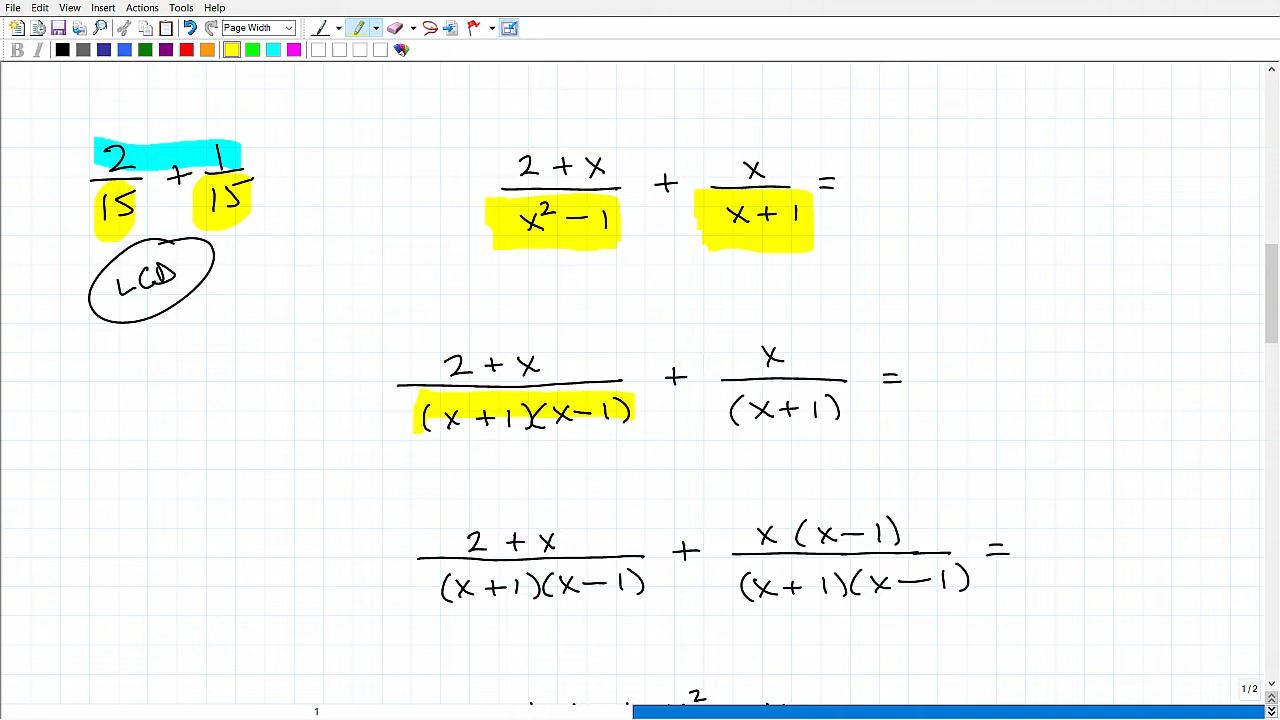 File Edit View Insert Actions Tools Help
Page Width
B I
2/15 + 1/15
LCD
(2 + x)/(x² − 1) + x/(x + 1) =
(2 + x)/((x + 1)(x − 1)) + x/((x + 1)) =
(2 + x)/((x + 1)(x − 1)) + x(x − 1)/((x + 1)(x − 1)) =
2
1/2
1